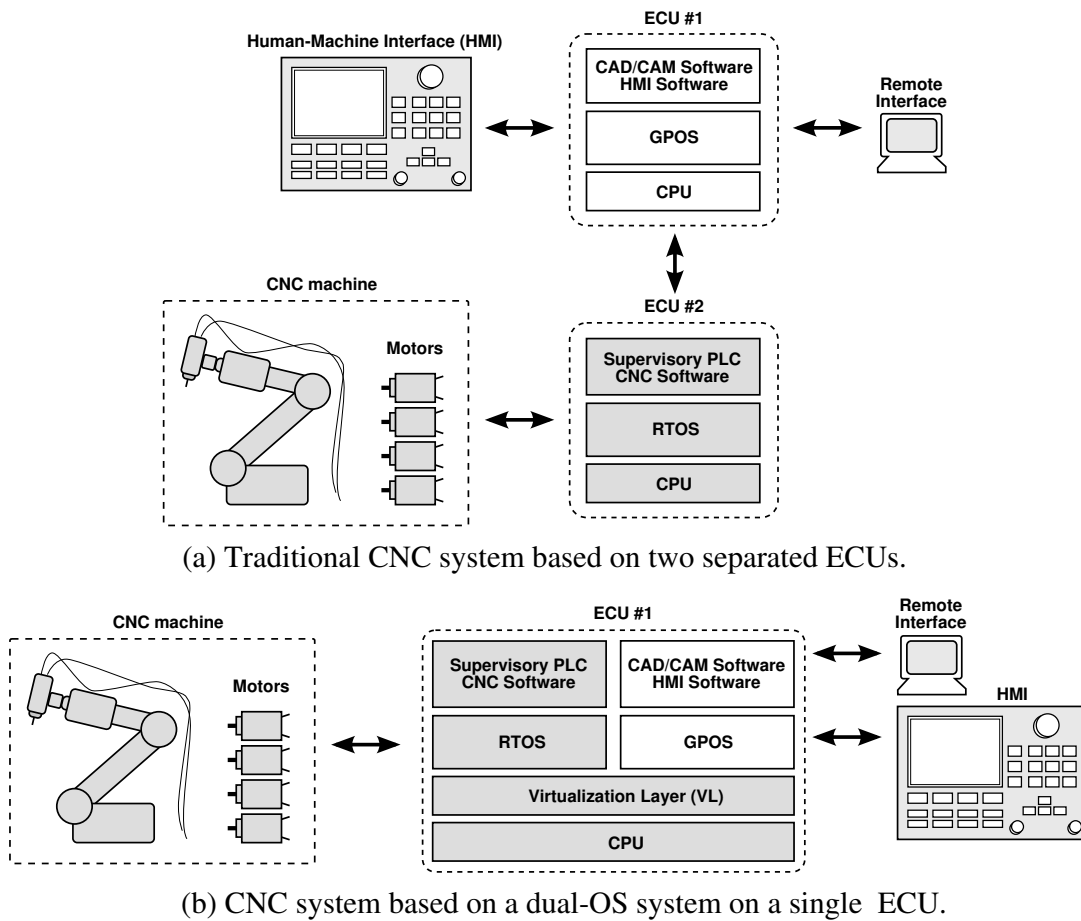 ECU #1
Human-Machine Interface (HMI)
CAD/CAM Software
HMI Software
GPOS
CPU
Remote
Interface
CNC machine
Motors
ECU #2
Supervisory PLC
CNC Software
RTOS
CPU
(a) Traditional CNC system based on two separated ECUs.
CNC machine
Motors
ECU #1
Supervisory PLC
CNC Software
CAD/CAM Software
HMI Software
RTOS
GPOS
Virtualization Layer (VL)
CPU
Remote
Interface
HMI
(b) CNC system based on a dual-OS system on a single ECU.